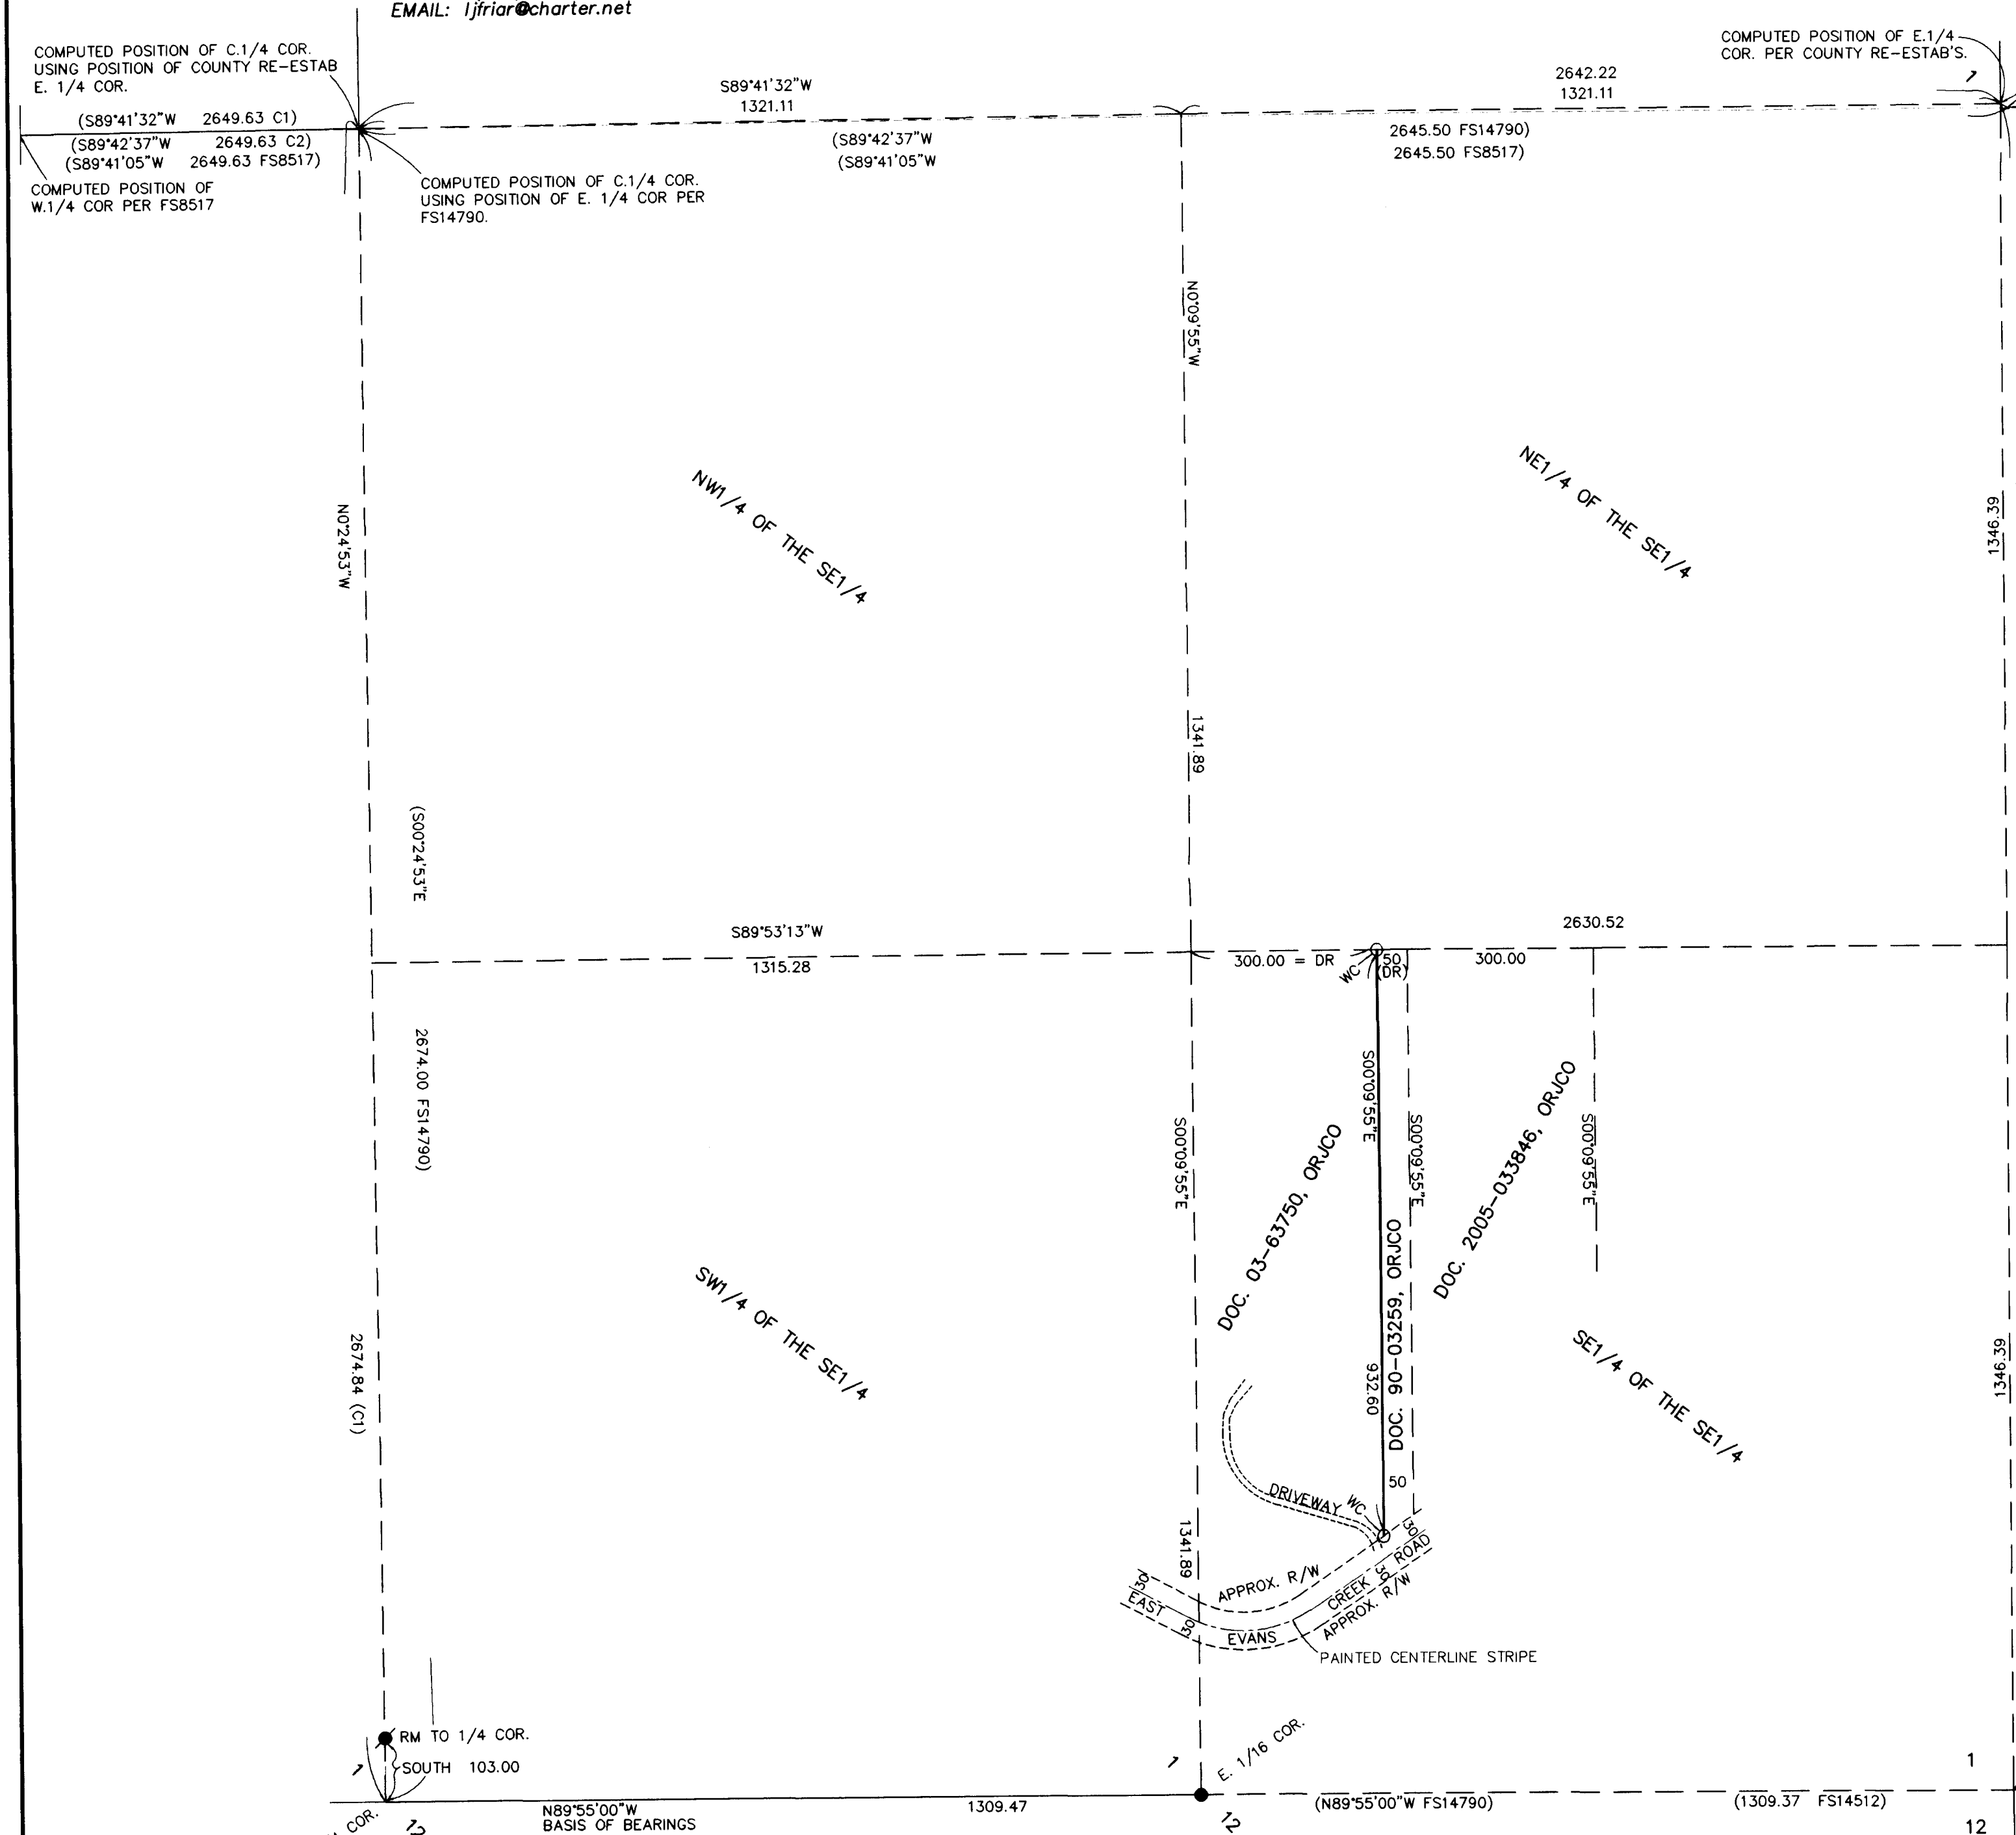 EMAIL: ljfriar@charter.net
COMPUTED POSITION OF C.1/4 COR.
USING POSITION OF COUNTY RE-ESTAB
E. 1/4 COR.
COMPUTED POSITION OF E.1/4
COR. PER COUNTY RE-ESTAB'S.
1
S89°41'32"W
1321.11
2642.22
1321.11
(S89°41'32"W 2649.63 C1)
(S89°42'37"W 2649.63 C2)
(S89°41'05"W 2649.63 FS8517)
(S89°42'37"W
(S89°41'05"W
2645.50 FS14790)
2645.50 FS8517)
COMPUTED POSITION OF
W.1/4 COR PER FS8517
COMPUTED POSITION OF C.1/4 COR.
USING POSITION OF E. 1/4 COR PER
FS14790.
N0°09'55"W
N0°24'53"W
NW1/4 OF THE SE1/4
NE1/4 OF THE SE1/4
1346.39
1341.89
(S00°24'53"E
S89°53'13"W
1315.28
2630.52
300.00 = DR
50
(DR)
300.00
WC
2674.00 FS14790)
S00°09'55"E
S00°09'55"E
S00°09'55"E
S00°09'55"E
DOC. 03-63750, ORJCO
DOC. 90-03259, ORJCO
DOC. 2005-033846, ORJCO
SW1/4 OF THE SE1/4
SE1/4 OF THE SE1/4
2674.84 (C1)
932.60
1346.39
50
DRIVEWAY
WC
1341.89
30
30
30
30
APPROX. R/W
EAST
EVANS
CREEK
ROAD
APPROX. R/W
PAINTED CENTERLINE STRIPE
RM TO 1/4 COR.
SOUTH 103.00
1
1
E. 1/16 COR.
1
COR.
12
N89°55'00"W
BASIS OF BEARINGS
1309.47
12
(N89°55'00"W FS14790)
(1309.37 FS14512)
12